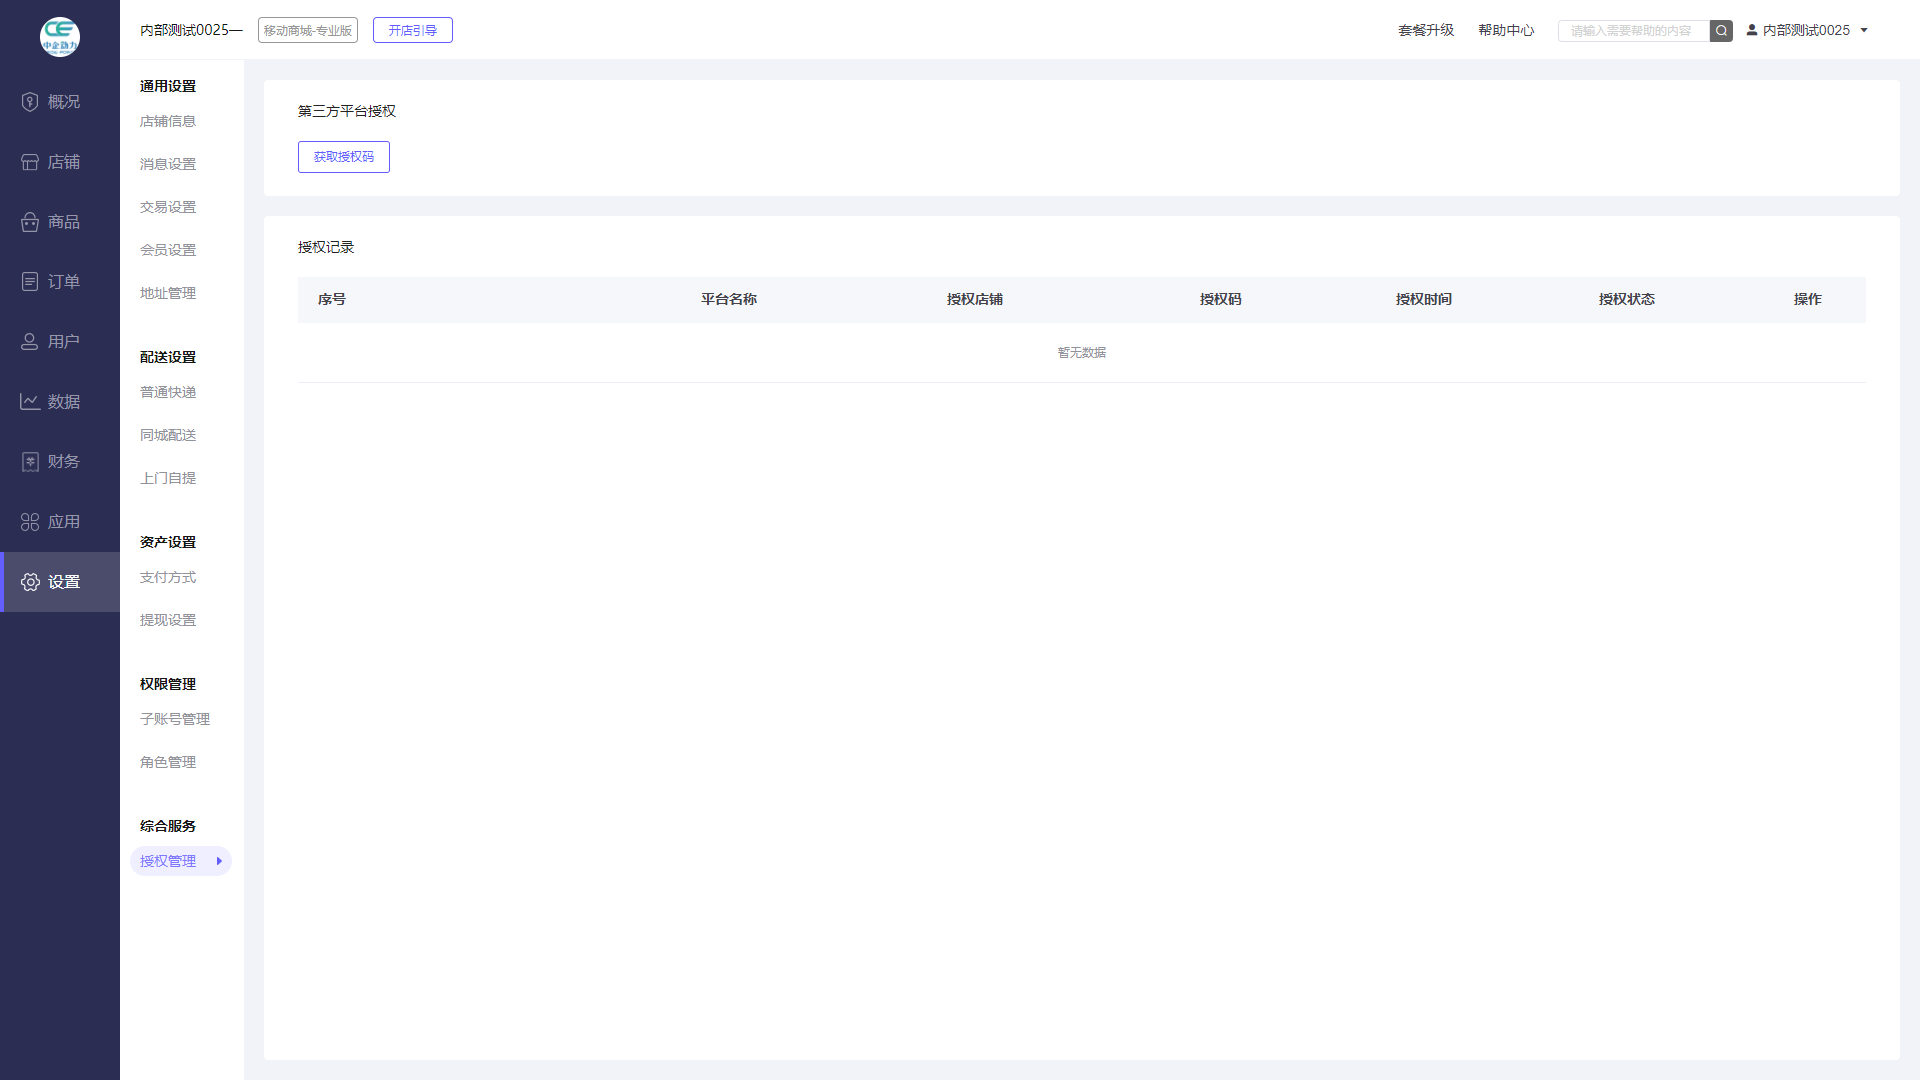 中企动力
概况
店铺
商品
订单
用户
数据
财务
应用
设置
内部测试0025—
移动商城-专业版
开店引导
套餐升级
帮助中心
请输入需要帮助的内容
内部测试0025
通用设置
店铺信息
消息设置
交易设置
会员设置
地址管理
配送设置
普通快递
同城配送
上门自提
资产设置
支付方式
提现设置
权限管理
子账号管理
角色管理
综合服务
授权管理
第三方平台授权
获取授权码
授权记录
序号 平台名称 授权店铺 授权码 授权时间 授权状态 操作
暂无数据